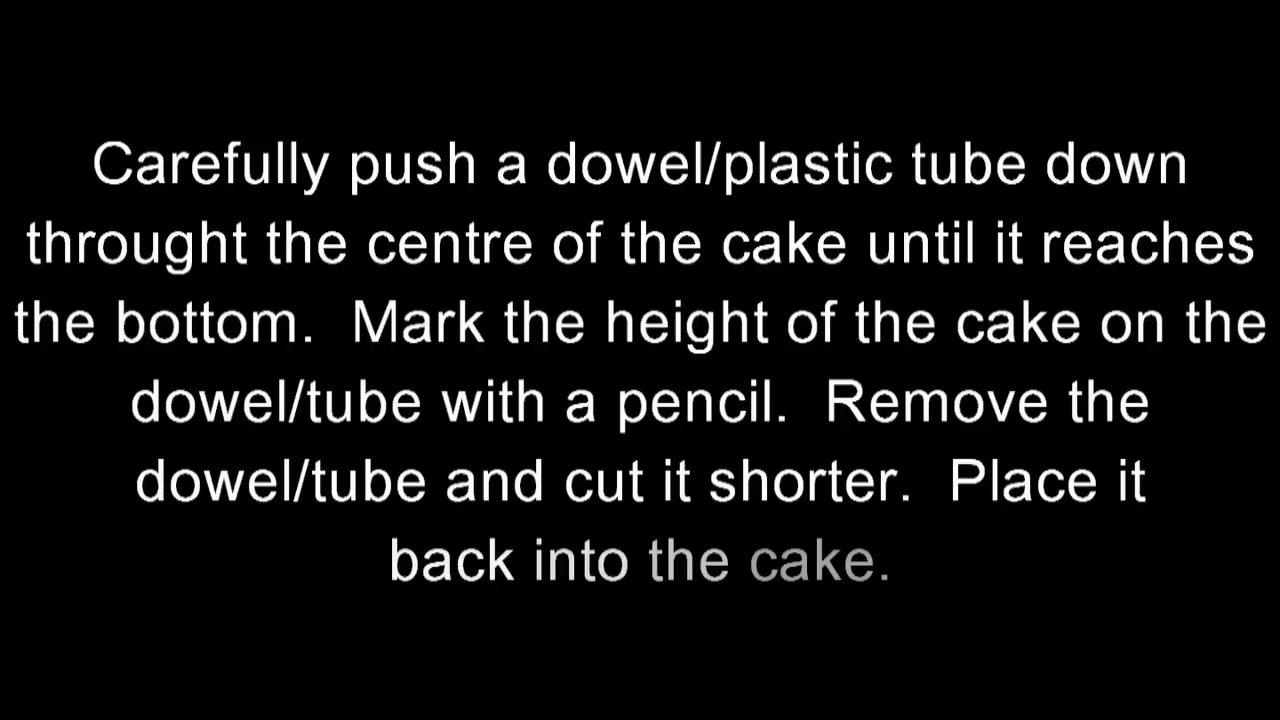 Carefully push a dowel/plastic tube down
throught the centre of the cake until it reaches
the bottom.  Mark the height of the cake on the
dowel/tube with a pencil.  Remove the
dowel/tube and cut it shorter.  Place it
back into the cake.